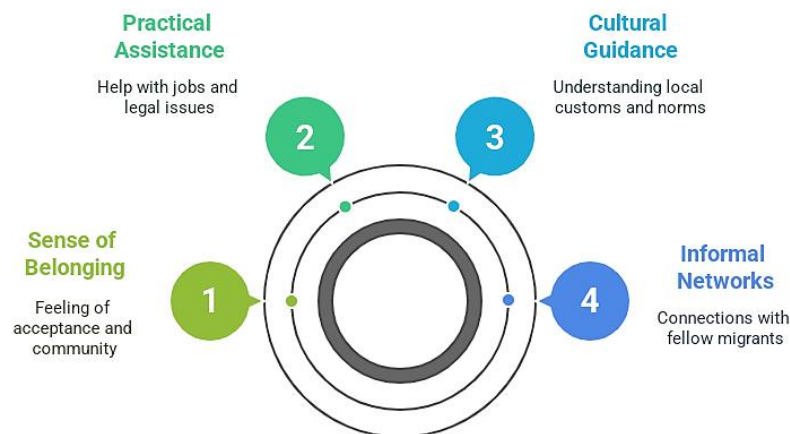 Practical
Assistance
Help with jobs and
legal issues
Cultural
Guidance
Understanding local
customs and norms
2
3
Sense of
Belonging
Feeling of
acceptance and
community
1
4
Informal
Networks
Connections with
fellow migrants